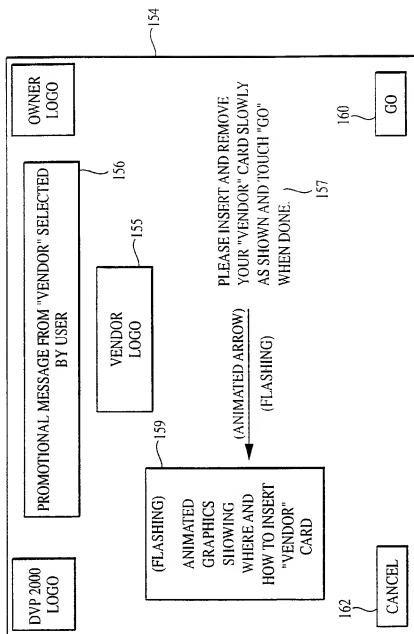 DVP 2000
LOGO
PROMOTIONAL MESSAGE FROM "VENDOR" SELECTED
BY USER
OWNER
LOGO
156
154
VENDOR
LOGO
155
159
(FLASHING)
ANIMATED
GRAPHICS
SHOWING
WHERE AND
HOW TO INSERT
"VENDOR"
CARD
(ANIMATED ARROW)
(FLASHING)
PLEASE INSERT AND REMOVE
YOUR "VENDOR" CARD SLOWLY
AS SHOWN AND TOUCH "GO"
WHEN DONE.
157
162
CANCEL
160
GO